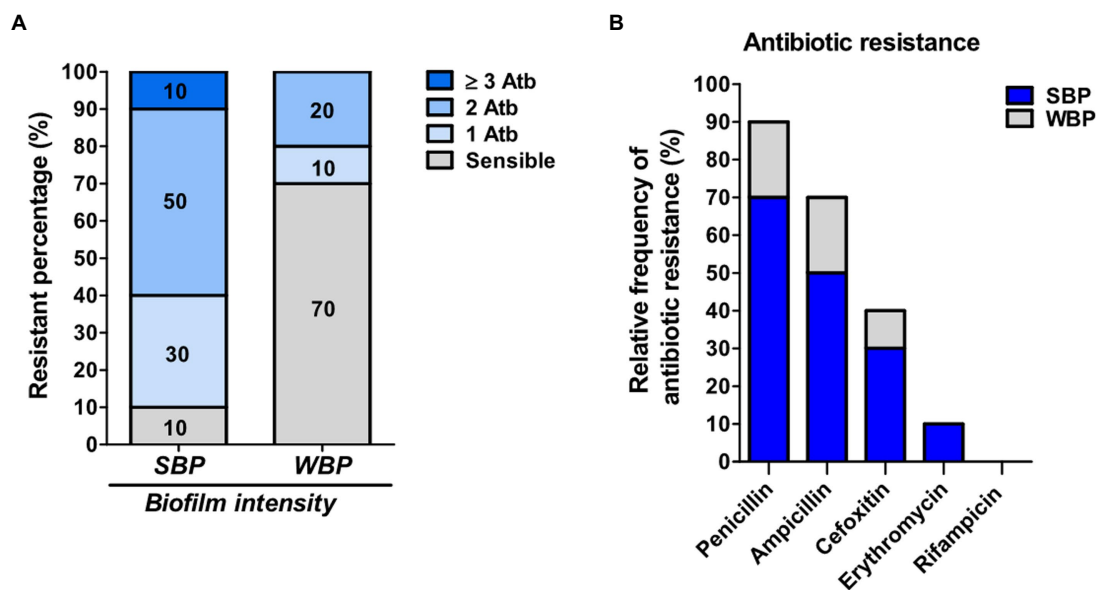 A
Resistant percentage (%)
100
90
80
70
60
50
40
30
20
10
0
10
50
30
10
20
10
70
SBP
WBP
Biofilm intensity
≥ 3 Atb
2 Atb
1 Atb
Sensible
B
Antibiotic resistance
Relative frequency of
antibiotic resistance (%)
100
90
80
70
60
50
40
30
20
10
0
Penicillin
Ampicillin
Cefoxitin
Erythromycin
Rifampicin
SBP
WBP